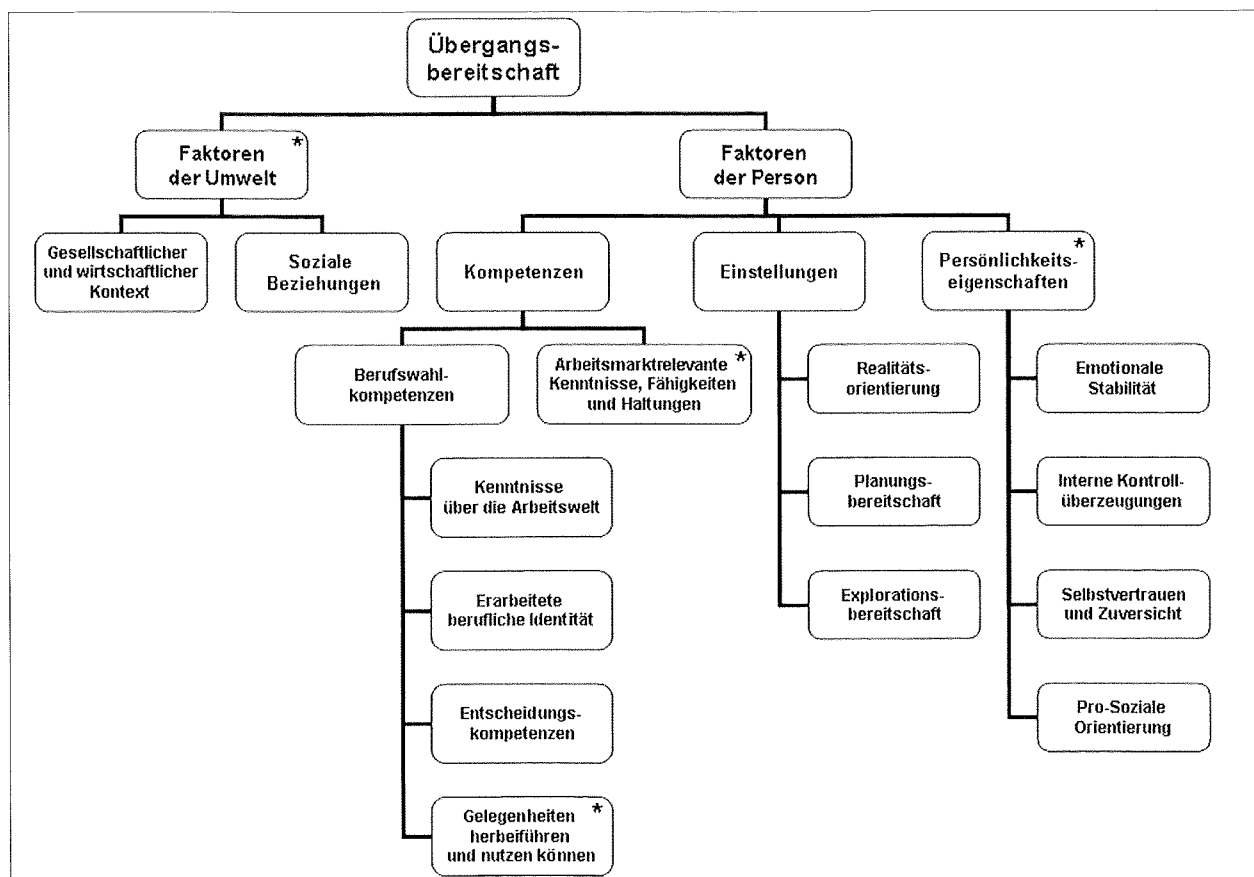 Übergangs-
bereitschaft
Faktoren *
der Umwelt
Faktoren
der Person
Gesellschaftlicher
und wirtschaftlicher
Kontext
Soziale
Beziehungen
Kompetenzen
Einstellungen
*
Persönlichkeits-
eigenschaften
Berufswahl-
kompetenzen
Arbeitsmarktrelevante *
Kenntnisse, Fähigkeiten
und Haltungen
Realitäts-
orientierung
Emotionale
Stabilität
Kenntnisse
über die Arbeitswelt
Planungs-
bereitschaft
Interne Kontroll-
überzeugungen
Erarbeitete
berufliche Identität
Explorations-
bereitschaft
Selbstvertrauen
und Zuversicht
Entscheidungs-
kompetenzen
Pro-Soziale
Orientierung
Gelegenheiten *
herbeiführen
und nutzen können